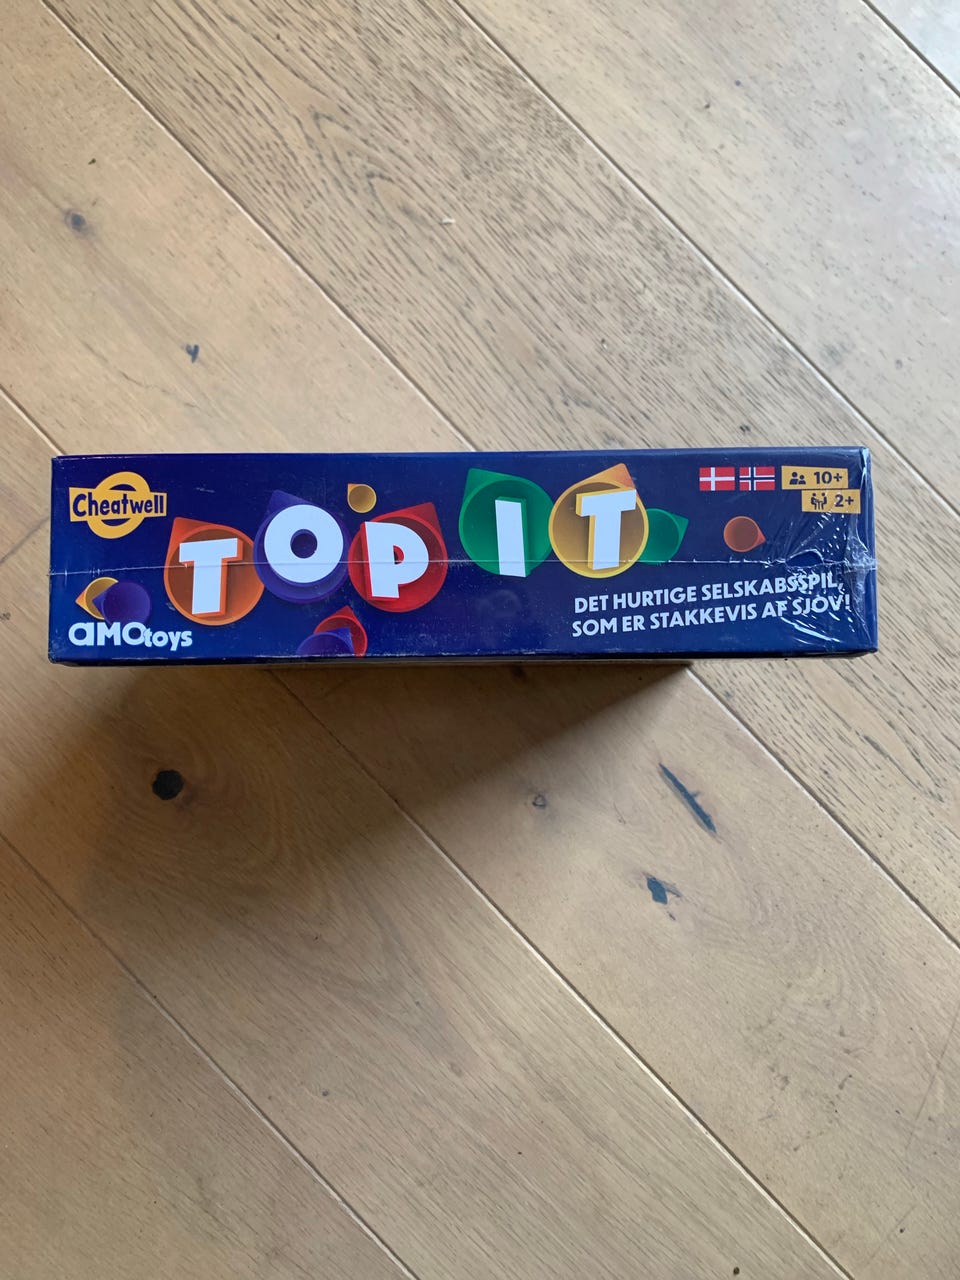 Cheatwell
TOP IT
10+
2+
DET HURTIGE SELSKABSSPIL,
SOM ER STAKKEVIS AF SJOV!
AMOtoys